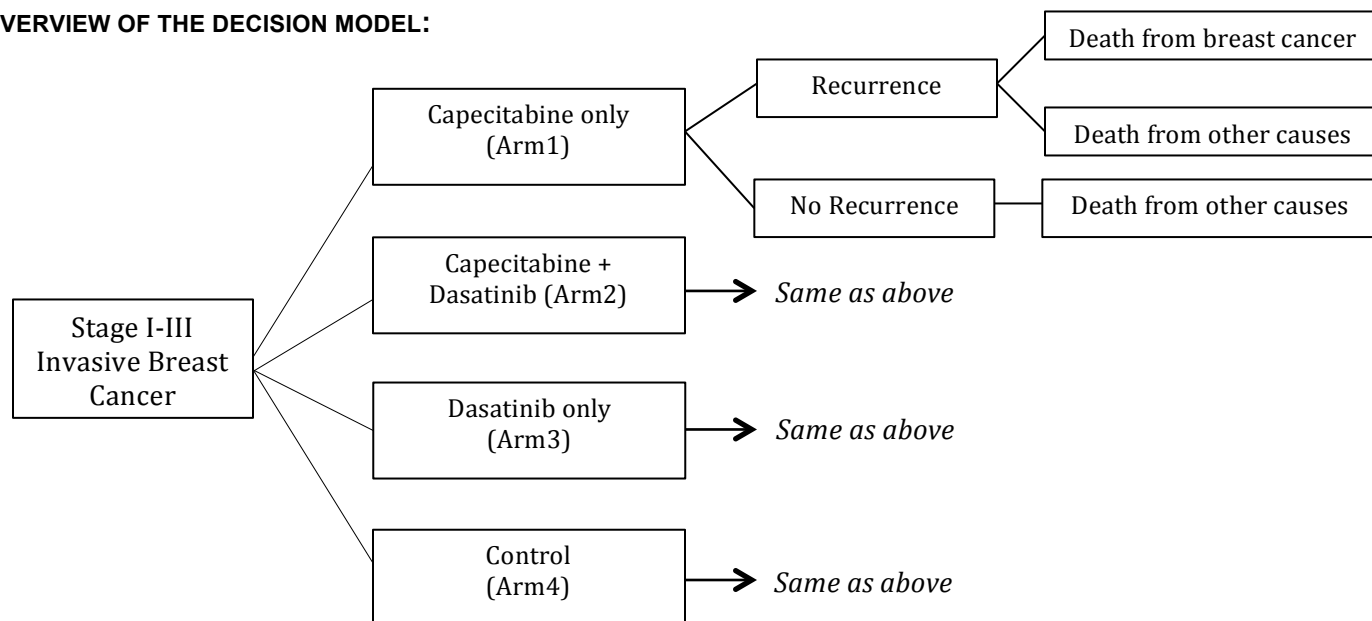 VERVIEW OF THE DECISION MODEL:
Death from breast cancer
Recurrence
Capecitabine only
(Arm1)
Death from other causes
No Recurrence
Death from other causes
Capecitabine +
Dasatinib (Arm2)
Same as above
Stage I-III
Invasive Breast
Cancer
Dasatinib only
(Arm3)
Same as above
Control
(Arm4)
Same as above